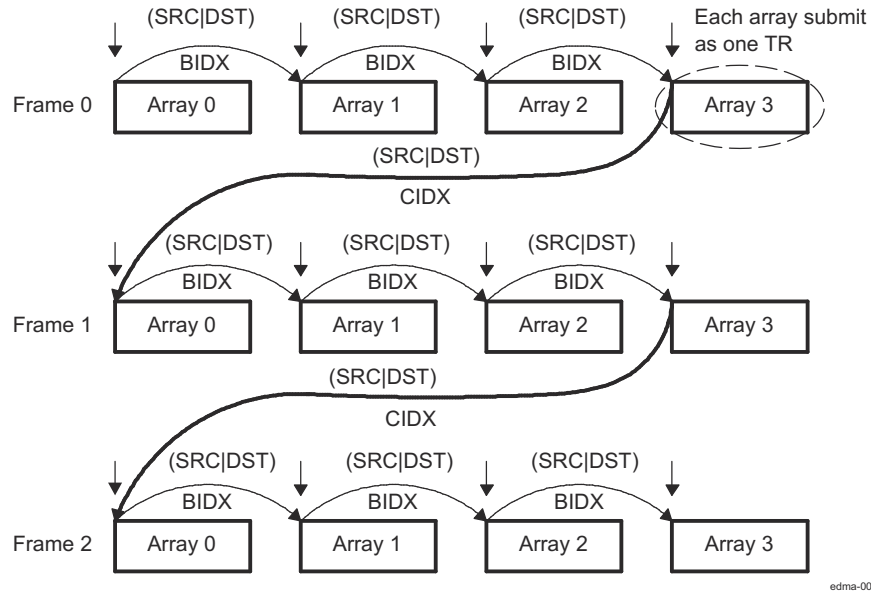 (SRC|DST) (SRC|DST) (SRC|DST) Each array submit
as one TR
BIDX BIDX BIDX
Frame 0 Array 0 Array 1 Array 2 Array 3
(SRC|DST)
CIDX
(SRC|DST) (SRC|DST) (SRC|DST)
BIDX BIDX BIDX
Frame 1 Array 0 Array 1 Array 2 Array 3
(SRC|DST)
CIDX
(SRC|DST) (SRC|DST) (SRC|DST)
BIDX BIDX BIDX
Frame 2 Array 0 Array 1 Array 2 Array 3
edma-00